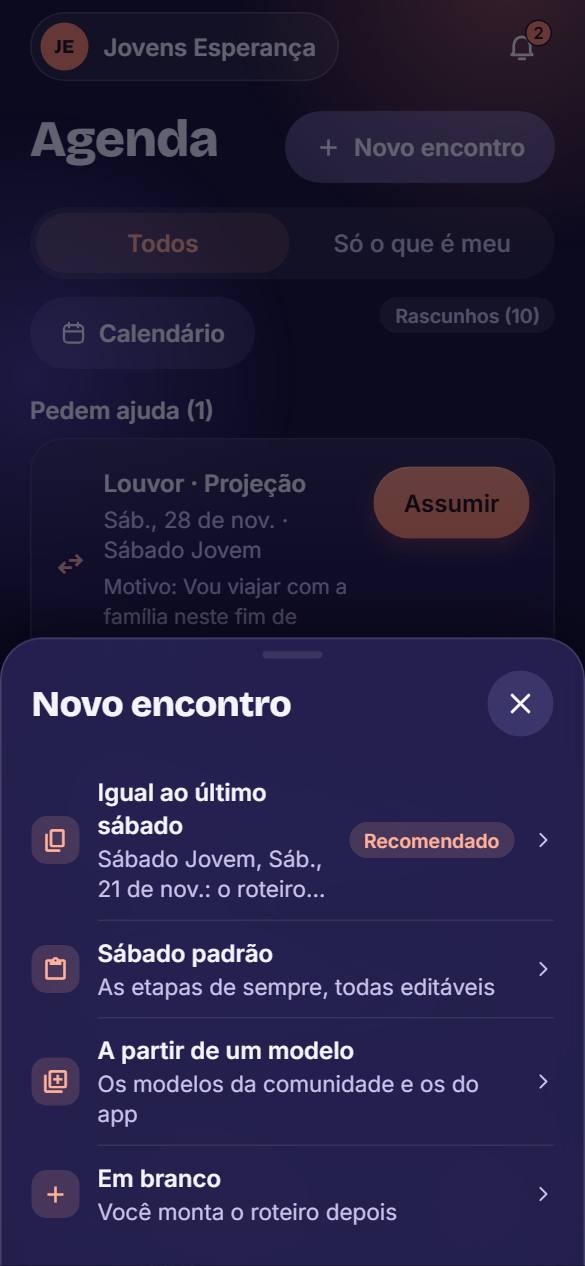 JE Jovens Esperança 2
Agenda
+ Novo encontro
Todos Só o que é meu
Calendário Rascunhos (10)
Pedem ajuda (1)
Louvor · Projeção
Sáb., 28 de nov. ·
Sábado Jovem
Motivo: Vou viajar com a
família neste fim de
Assumir
Novo encontro
Igual ao último
sábado
Sábado Jovem, Sáb.,
21 de nov.: o roteiro...
Recomendado
Sábado padrão
As etapas de sempre, todas editáveis
A partir de um modelo
Os modelos da comunidade e os do
app
Em branco
Você monta o roteiro depois